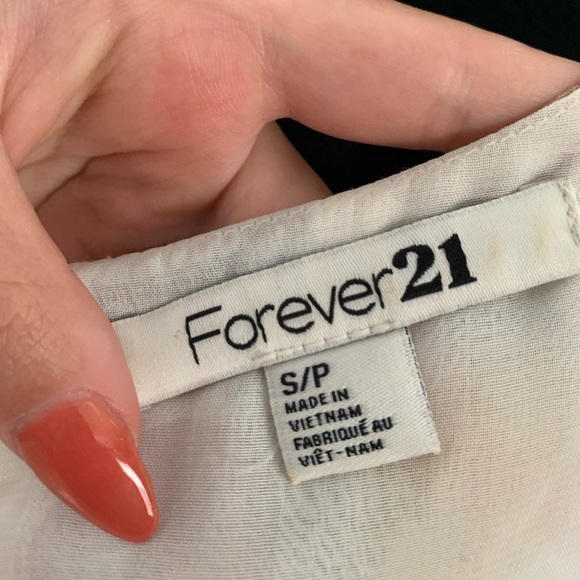 Forever21
S/P
MADE IN
VIETNAM
FABRIQUÉ AU
VIÊT-NAM